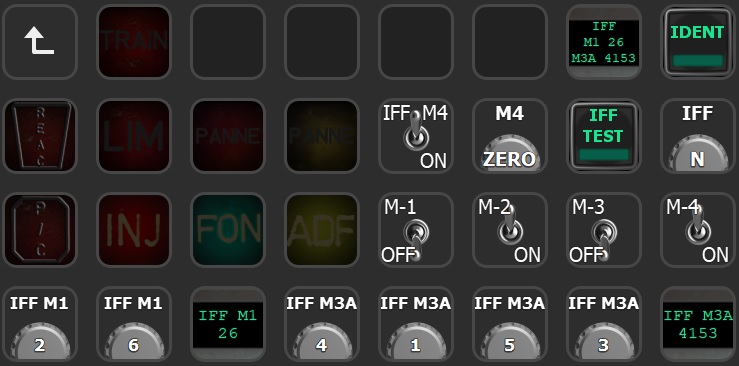 TRAIN
IFF
M1 26
M3A 4153
IDENT
REAC
LIM
PANNE
PANNE
IFF M4
ON
M4
ZERO
IFF
TEST
IFF
N
P/C
INJ
FON
ADF
M-1
OFF
M-2
ON
M-3
OFF
M-4
ON
IFF M1
2
IFF M1
6
IFF M1
26
IFF M3A
4
IFF M3A
1
IFF M3A
5
IFF M3A
3
IFF M3A
4153